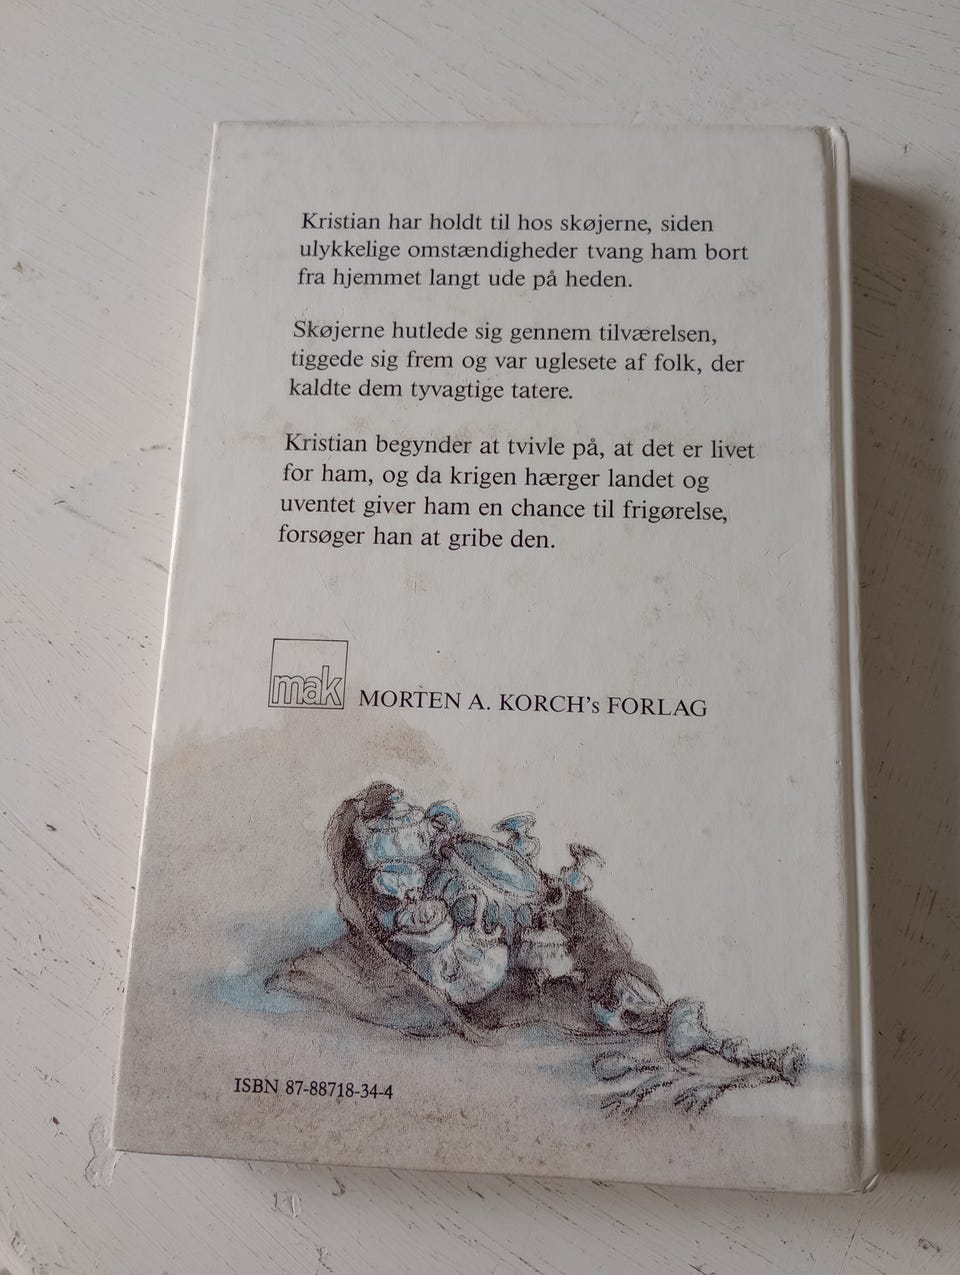 Kristian har holdt til hos skøjerne, siden
ulykkelige omstændigheder tvang ham bort
fra hjemmet langt ude på heden.
Skøjerne hutlede sig gennem tilværelsen,
tiggede sig frem og var uglesete af folk, der
kaldte dem tyvagtige tatere.
Kristian begynder at tvivle på, at det er livet
for ham, og da krigen hærger landet og
uventet giver ham en chance til frigørelse,
forsøger han at gribe den.
mak
MORTEN A. KORCH's FORLAG
ISBN 87-88718-34-4